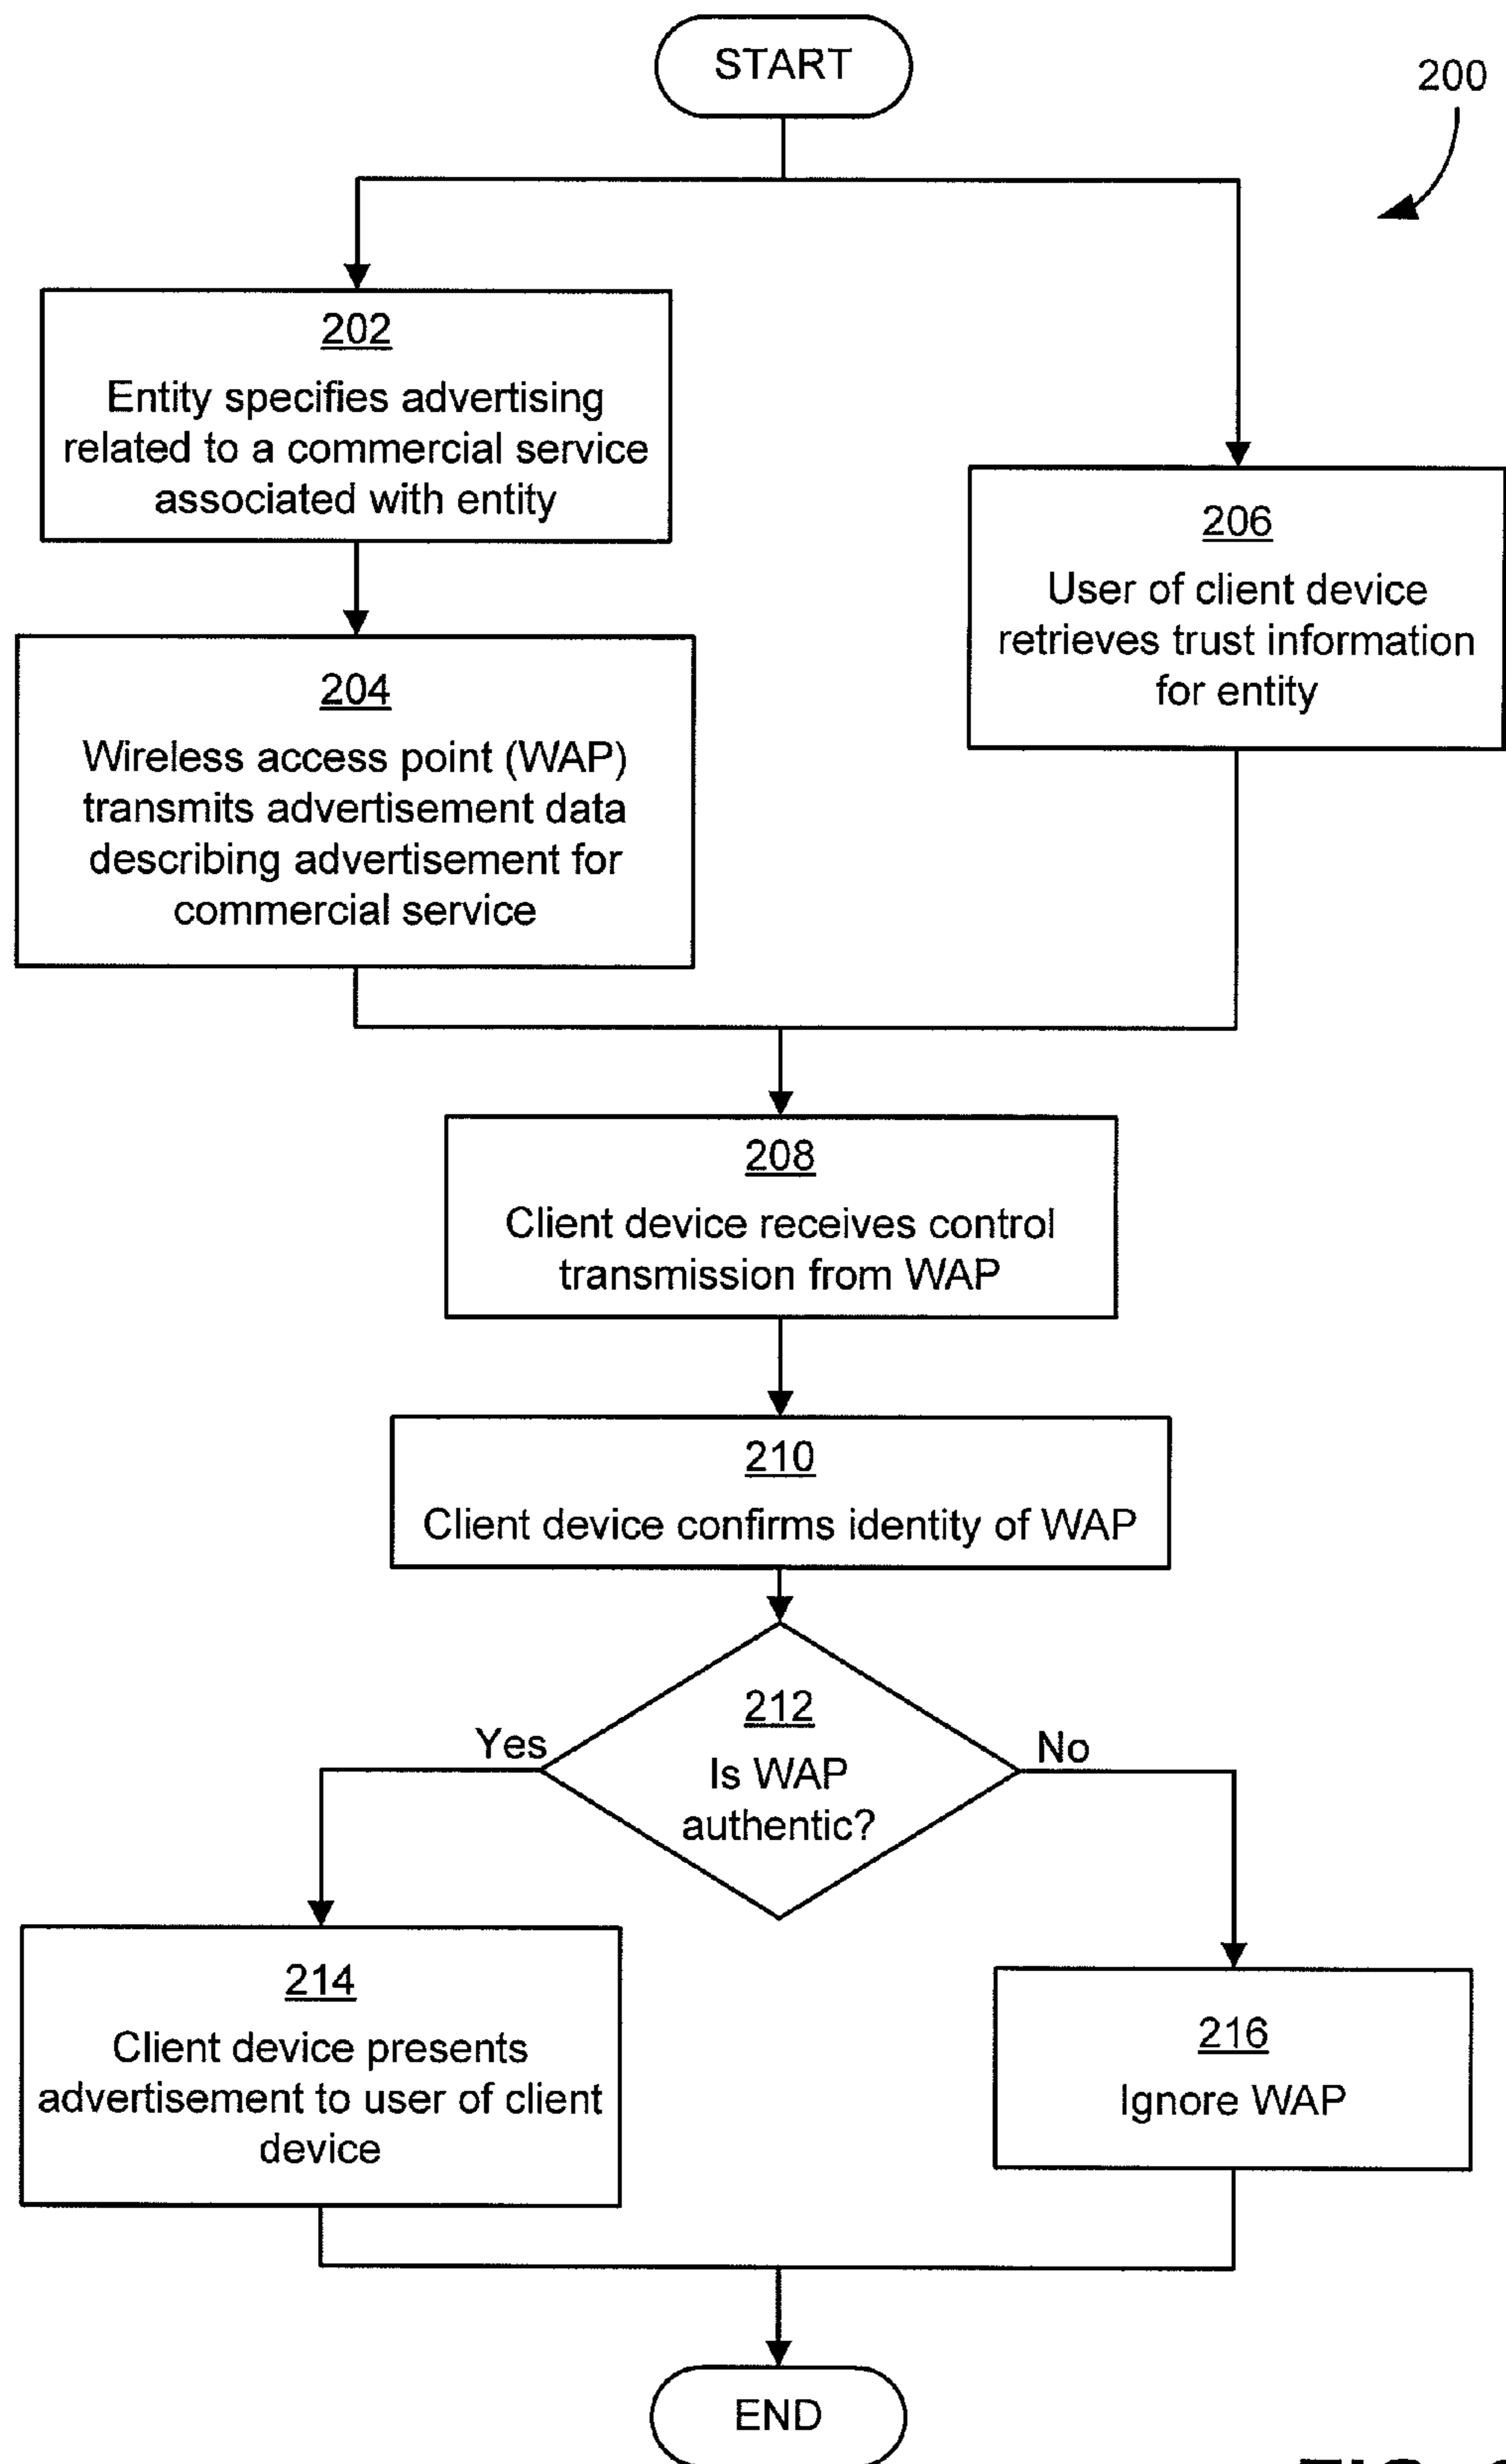 START
200
202
Entity specifies advertising
related to a commercial service
associated with entity
206
User of client device
retrieves trust information
for entity
204
Wireless access point (WAP)
transmits advertisement data
describing advertisement for
commercial service
208
Client device receives control
transmission from WAP
210
Client device confirms identity of WAP
212
Is WAP
authentic?
Yes
No
214
Client device presents
advertisement to user of client
device
216
Ignore WAP
END